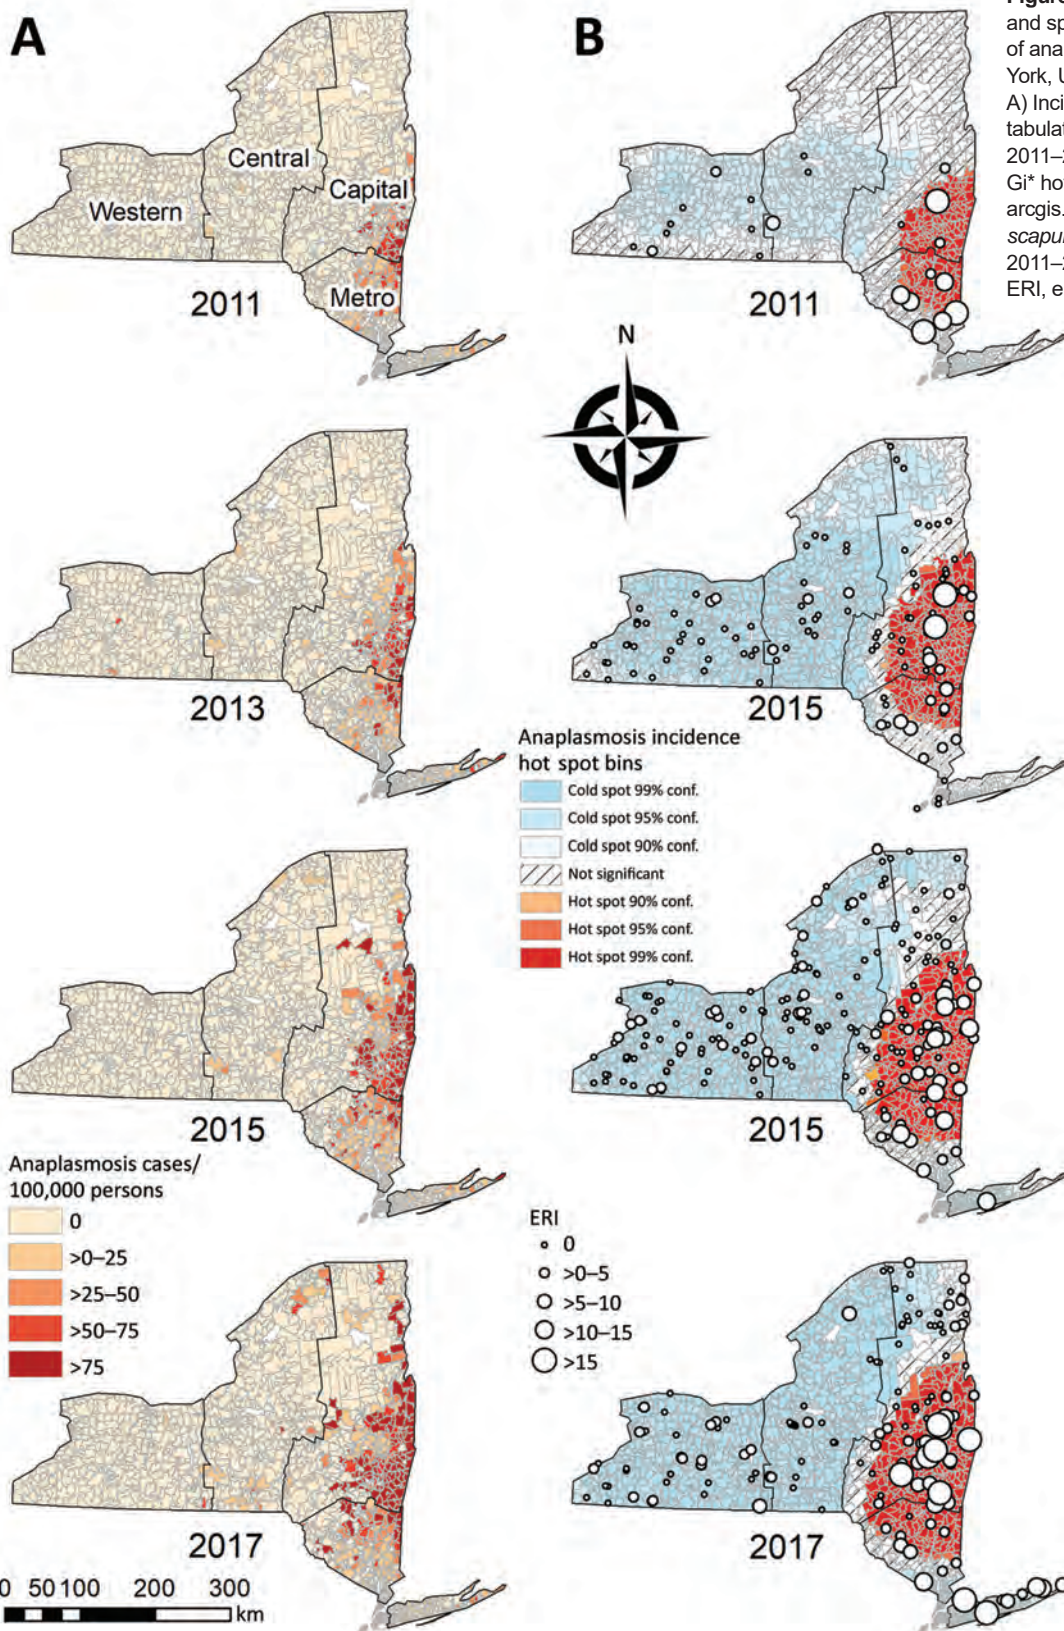 A
B
Figure
and sp
of ana
York, U
A) Inci
tabulat
2011–2
Gi* ho
arcgis.
scapul
2011–2
ERI, e
Central
Western
Capital
Metro
2011
2011
N
2013
2015
Anaplasmosis incidence
hot spot bins
Cold spot 99% conf.
Cold spot 95% conf.
Cold spot 90% conf.
Not significant
Hot spot 90% conf.
Hot spot 95% conf.
Hot spot 99% conf.
2015
2015
Anaplasmosis cases/
100,000 persons
0
>0–25
>25–50
>50–75
>75
ERI
0
>0–5
>5–10
>10–15
>15
2017
2017
0 50 100 200 300
km